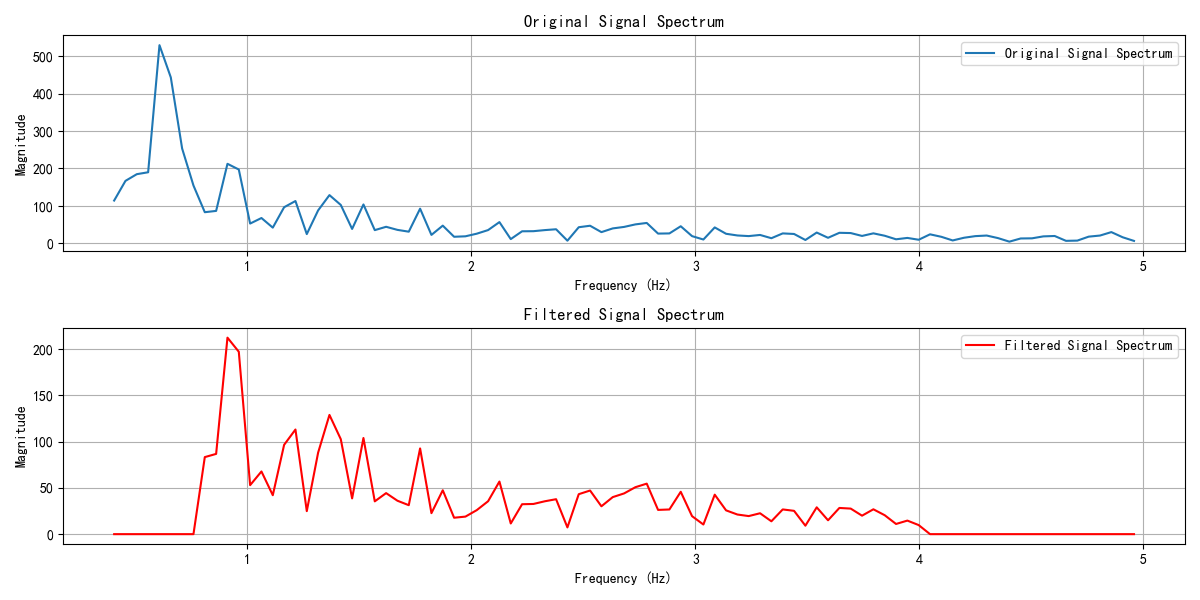 Original Signal Spectrum
Original Signal Spectrum
Magnitude
500
400
300
200
100
0
1
2
3
4
5
Frequency (Hz)
Filtered Signal Spectrum
Filtered Signal Spectrum
Magnitude
200
150
100
50
0
1
2
3
4
5
Frequency (Hz)